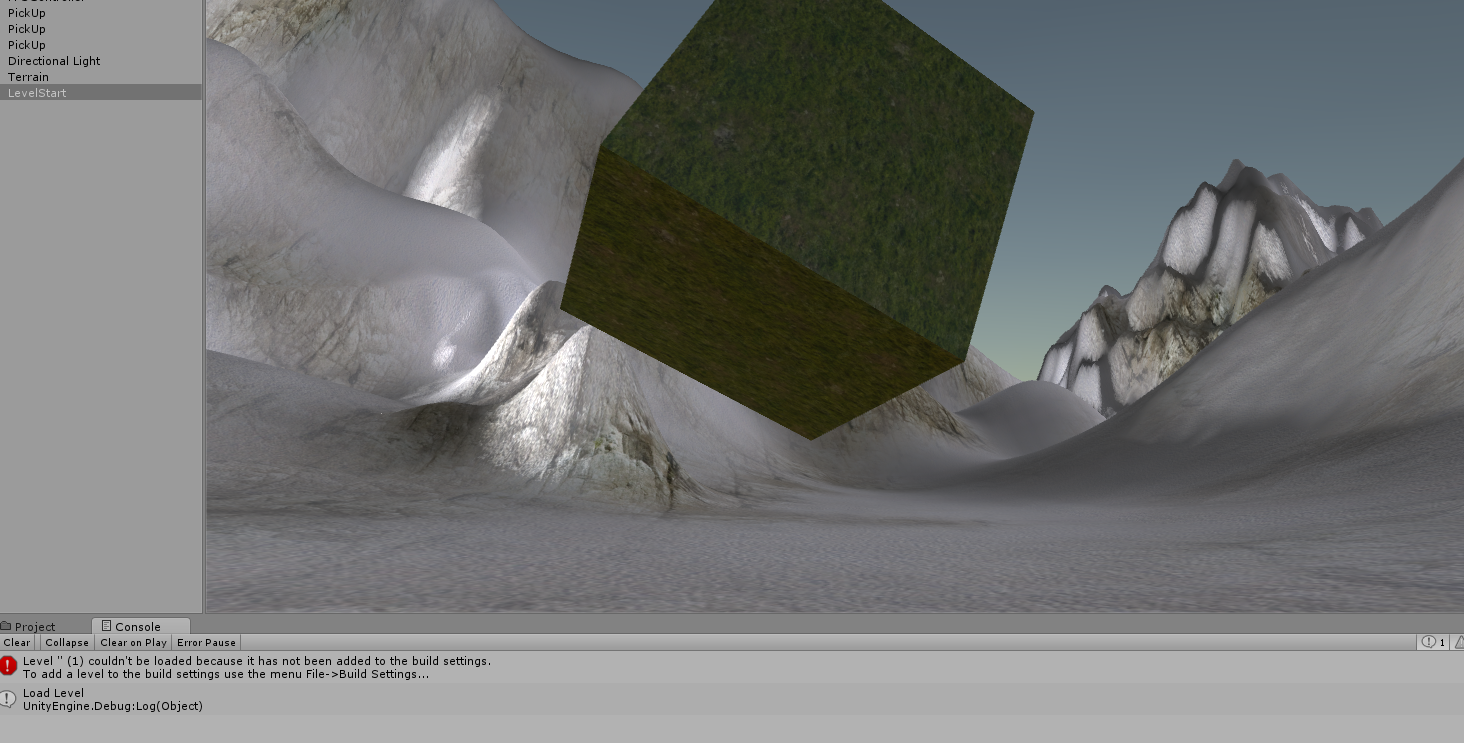 PickUp
PickUp
PickUp
Directional Light
Terrain
LevelStart
Project
Console
Clear
Collapse
Clear on Play
Error Pause
1
Level '' (1) couldn't be loaded because it has not been added to the build settings.
To add a level to the build settings use the menu File->Build Settings...
Load Level
UnityEngine.Debug:Log(Object)